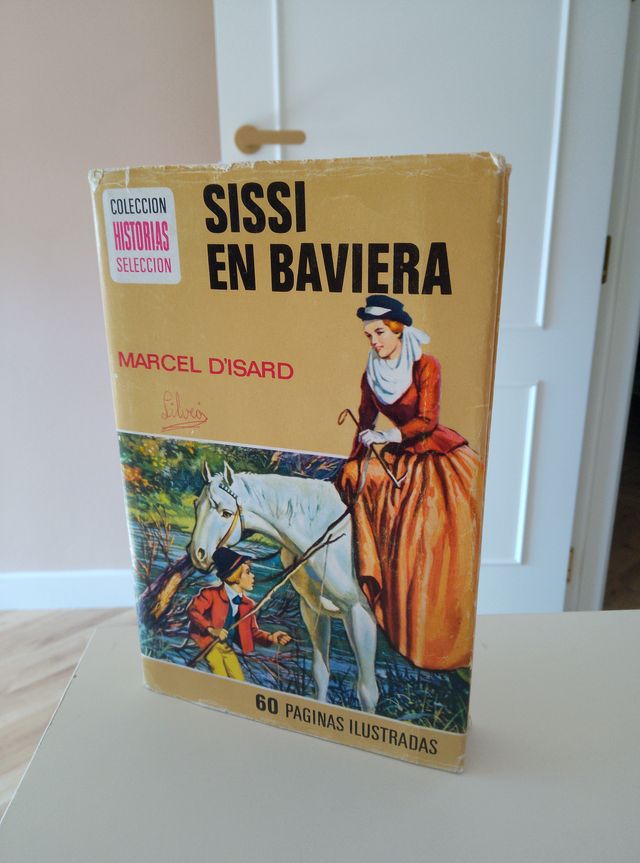 COLECCION
HISTORIAS
SELECCION
SISSI
EN BAVIERA
MARCEL D'ISARD
60 PAGINAS ILUSTRADAS